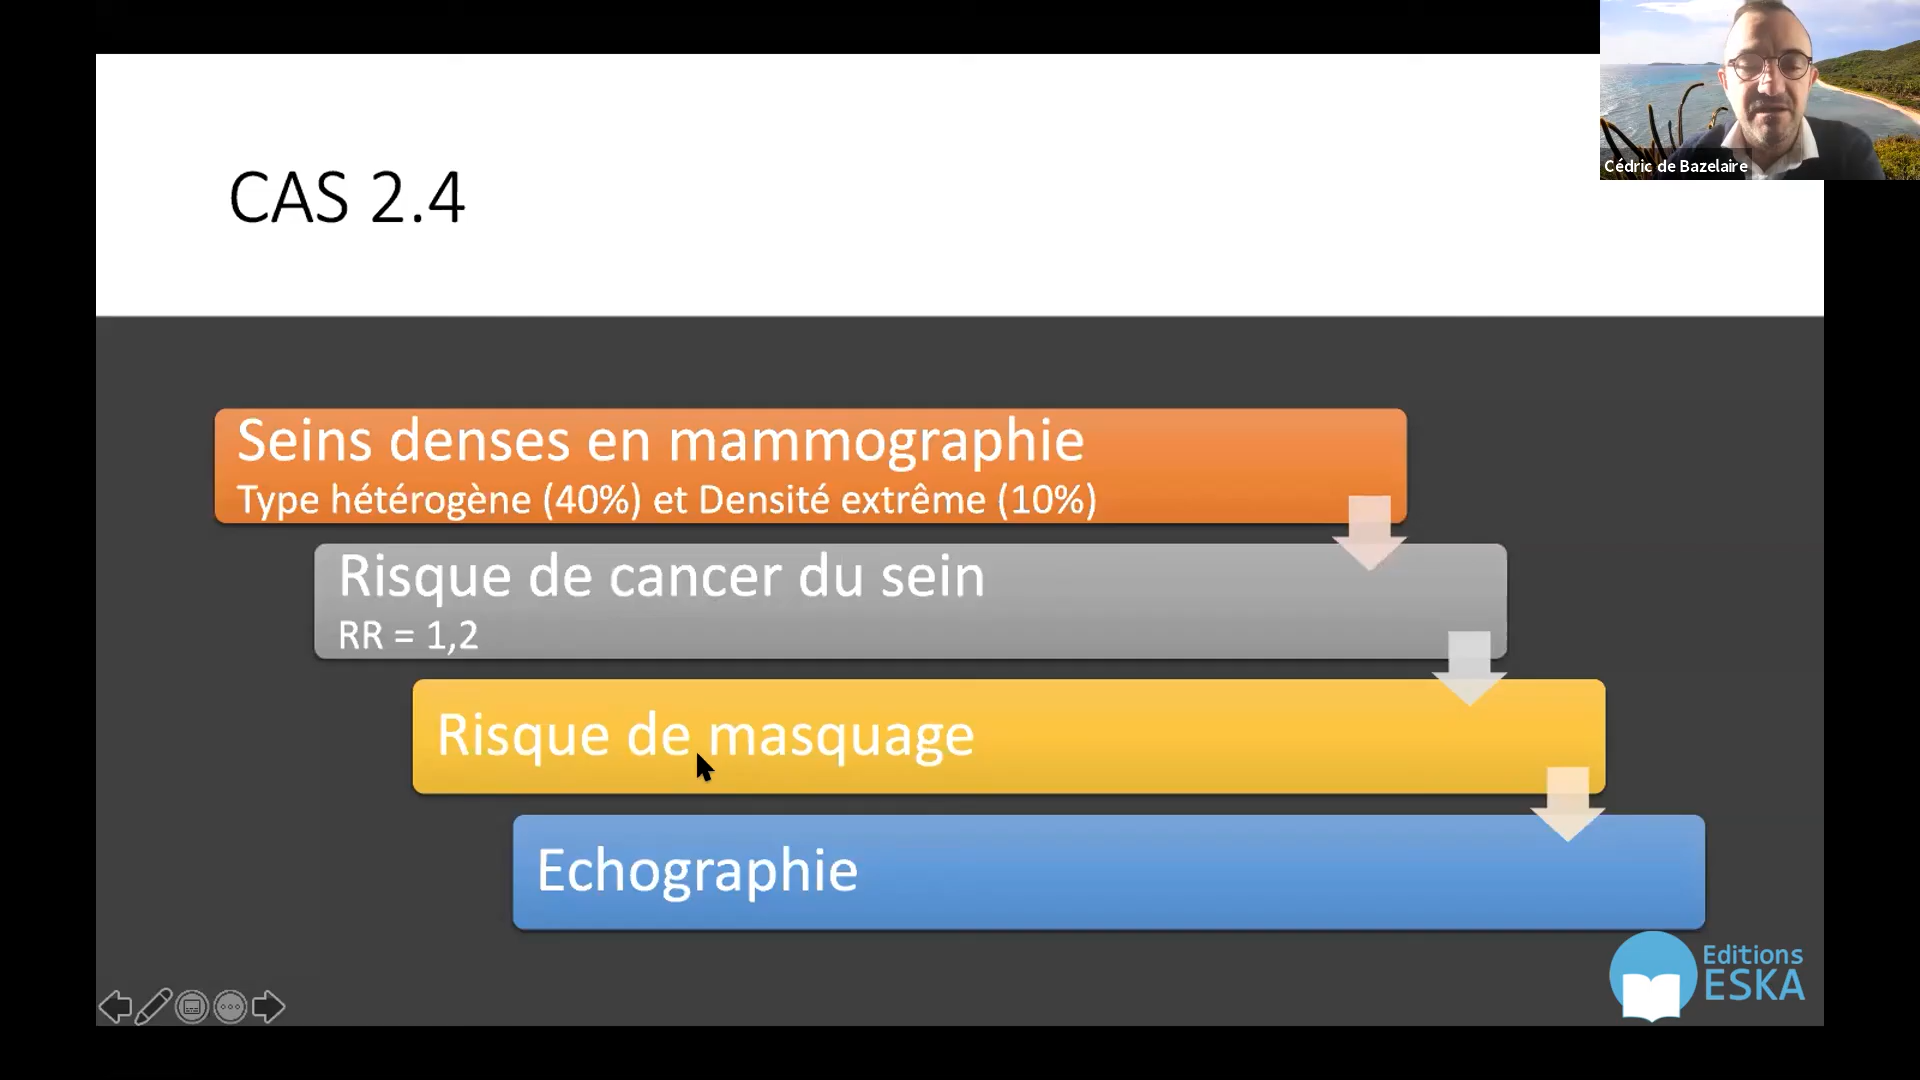 Cédric de Bazelaire
CAS 2.4
Seins denses en mammographie
Type hétérogène (40%) et Densité extrême (10%)
Risque de cancer du sein
RR = 1,2
Risque de masquage
Echographie
Editions
ESKA